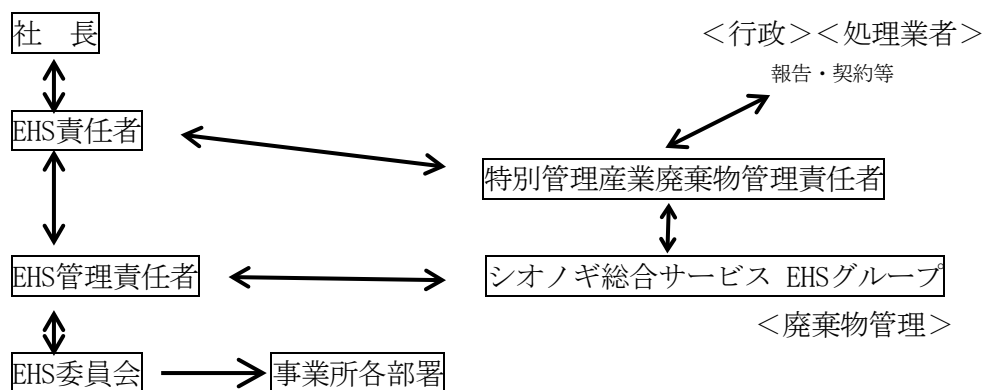 社　長
＜行政＞＜処理業者＞
報告・契約等
EHS責任者
特別管理産業廃棄物管理責任者
EHS管理責任者
シオノギ総合サービス EHSグループ
＜廃棄物管理＞
EHS委員会
事業所各部署